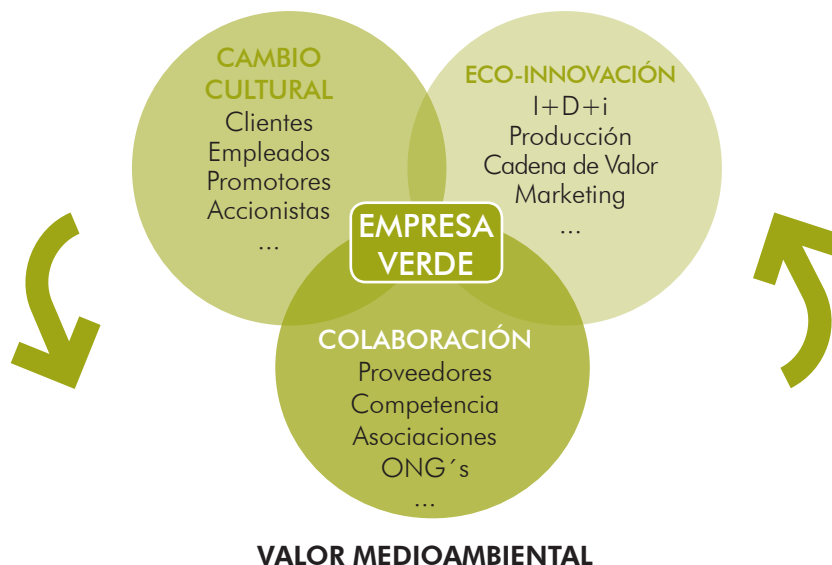 CAMBIO
CULTURAL
Clientes
Empleados
Promotores
Accionistas
...
ECO-INNOVACIÓN
I+D+i
Producción
Cadena de Valor
Marketing
...
EMPRESA
VERDE
COLABORACIÓN
Proveedores
Competencia
Asociaciones
ONG´s
...
VALOR MEDIOAMBIENTAL